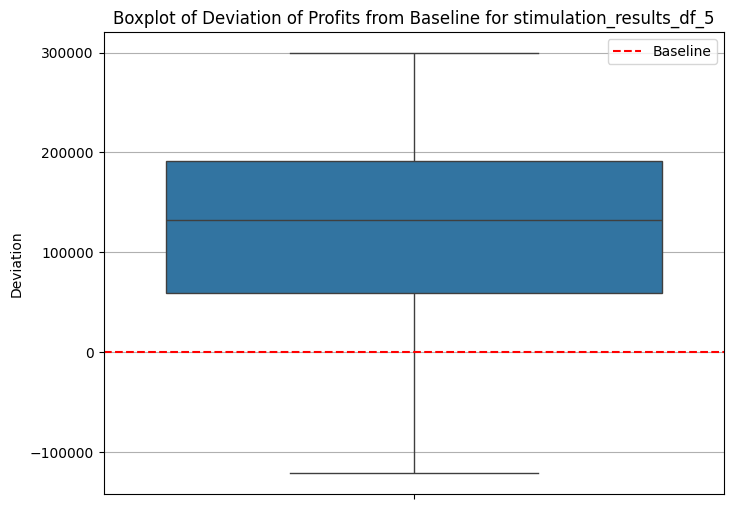 Boxplot of Deviation of Profits from Baseline for stimulation_results_df_5
Baseline
300000
200000
100000
0
−100000
Deviation